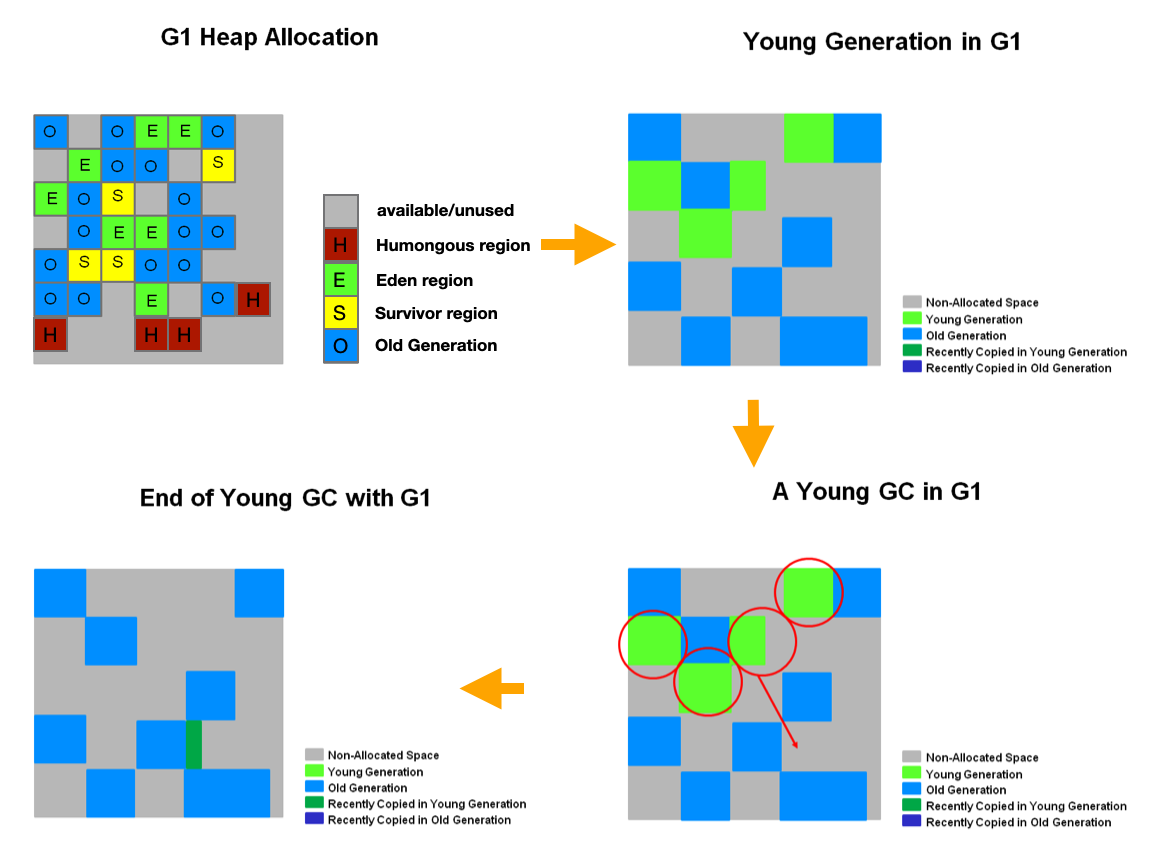 G1 Heap Allocation
O O E E O
E O O S
E O S O
O E E O O
O S S O O
O O E O H
H H H
available/unused
H Humongous region
E Eden region
S Survivor region
O Old Generation
Young Generation in G1
Non-Allocated Space
Young Generation
Old Generation
Recently Copied in Young Generation
Recently Copied in Old Generation
A Young GC in G1
Non-Allocated Space
Young Generation
Old Generation
Recently Copied in Young Generation
Recently Copied in Old Generation
End of Young GC with G1
Non-Allocated Space
Young Generation
Old Generation
Recently Copied in Young Generation
Recently Copied in Old Generation